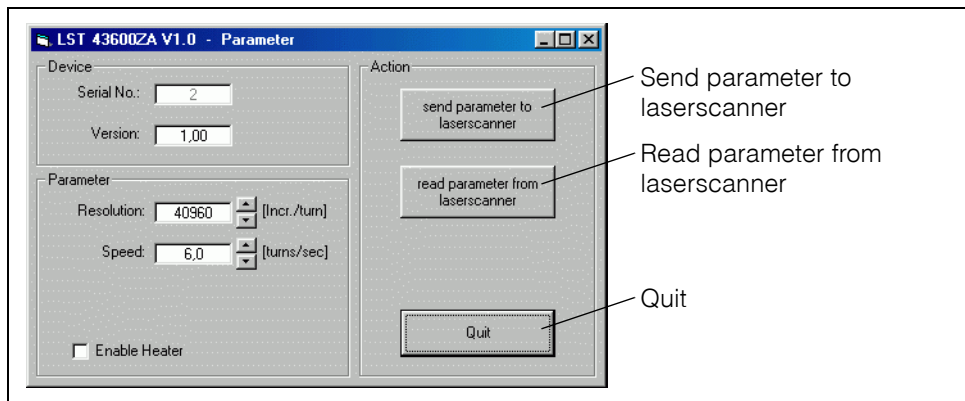 LST 43600ZA V1.0 - Parameter
Device
Serial No.: 2
Version: 1,00
Parameter
Resolution: 40960 [Incr./turn]
Speed: 6,0 [turns/sec]
Enable Heater
Action
send parameter to
laserscanner
read parameter from
laserscanner
Quit
Send parameter to
laserscanner
Read parameter from
laserscanner
Quit